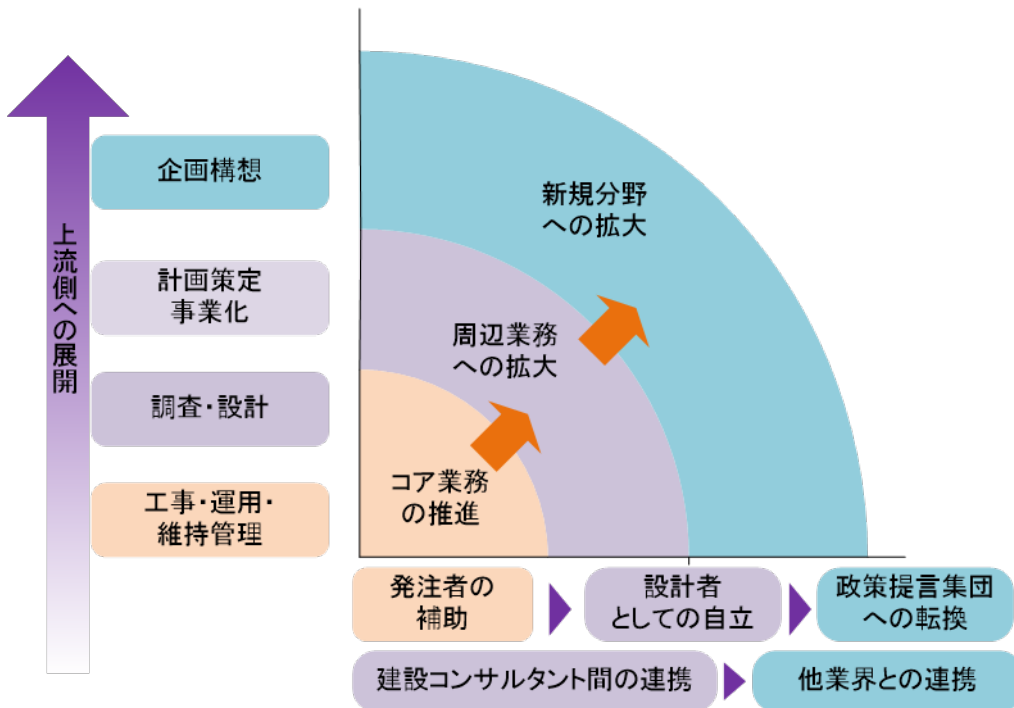 上流側への展開
企画構想
計画策定
事業化
調査・設計
工事・運用・
維持管理
新規分野
への拡大
周辺業務
への拡大
コア業務
の推進
発注者の
補助
設計者
としての自立
政策提言集団
への転換
建設コンサルタント間の連携
他業界との連携